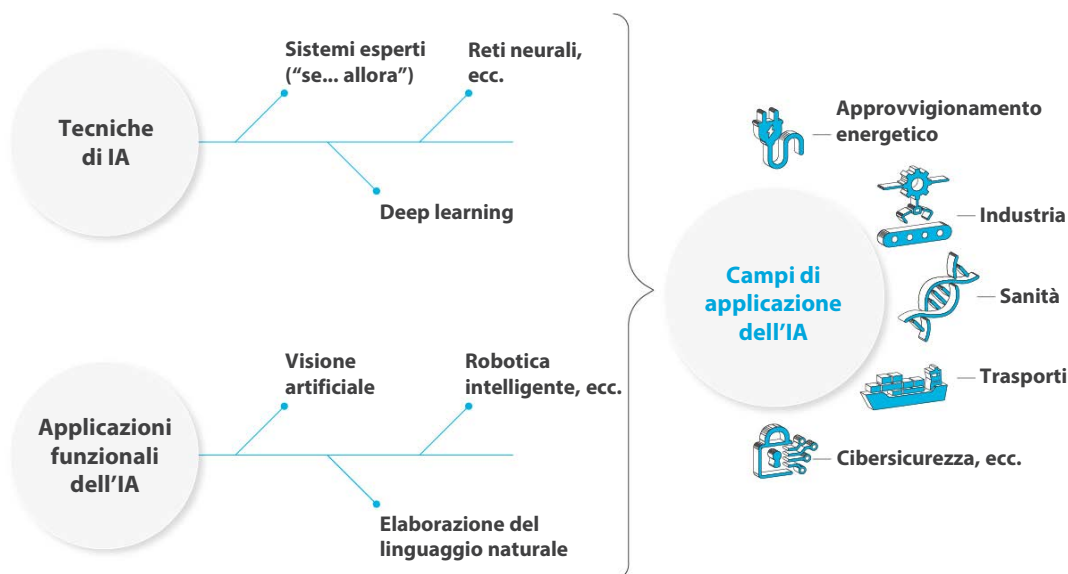 Tecniche
di IA
Sistemi esperti
(“se... allora”)
Reti neurali,
ecc.
Deep learning
Applicazioni
funzionali
dell’IA
Visione
artificiale
Robotica
intelligente, ecc.
Elaborazione del
linguaggio naturale
Campi di
applicazione
dell’IA
Approvvigionamento
energetico
Industria
Sanità
Trasporti
Cibersicurezza, ecc.